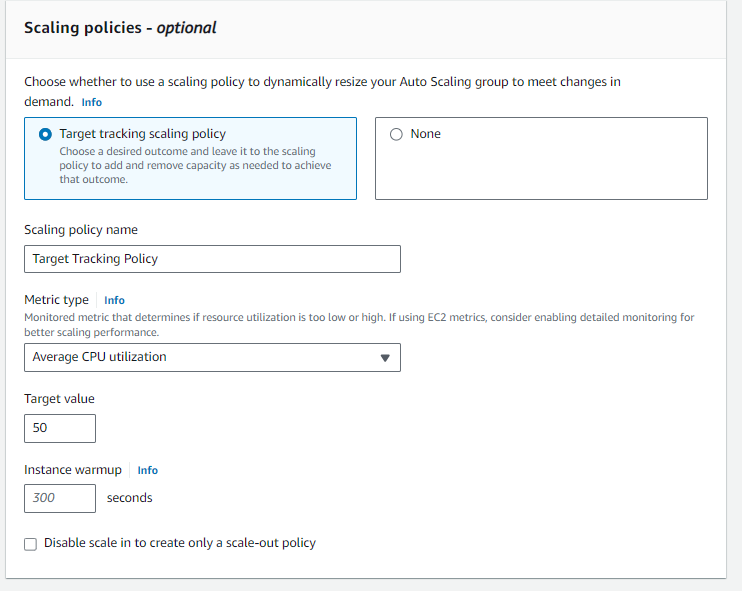 Scaling policies - optional
Choose whether to use a scaling policy to dynamically resize your Auto Scaling group to meet changes in
demand. Info
Target tracking scaling policy
Choose a desired outcome and leave it to the scaling
policy to add and remove capacity as needed to achieve
that outcome.
None
Scaling policy name
Target Tracking Policy
Metric type Info
Monitored metric that determines if resource utilization is too low or high. If using EC2 metrics, consider enabling detailed monitoring for
better scaling performance.
Average CPU utilization
Target value
50
Instance warmup Info
300 seconds
Disable scale in to create only a scale-out policy